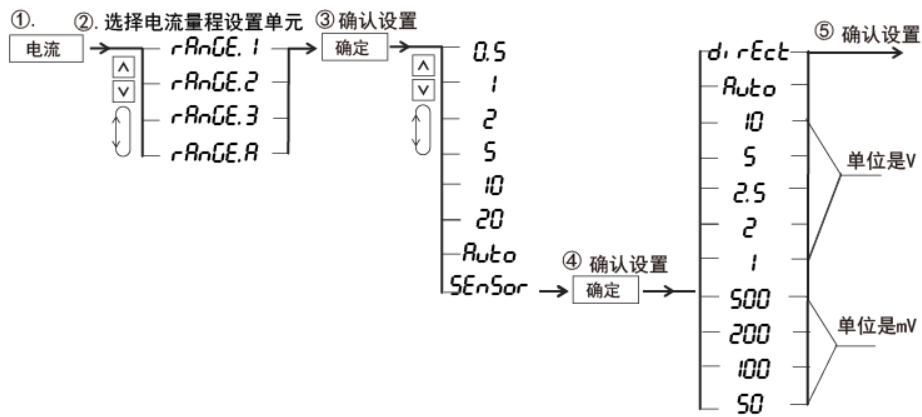 ①.
电流
②. 选择电流量程设置单元
rAnGE.1
rAnGE.2
rAnGE.3
rAnGE.A
③ 确认设置
确定
0.5
1
2
5
10
20
Auto
SEnSor
④ 确认设置
确定
dirEct
Auto
10
5
2.5
2
1
500
200
100
50
⑤ 确认设置
单位是V
单位是mV